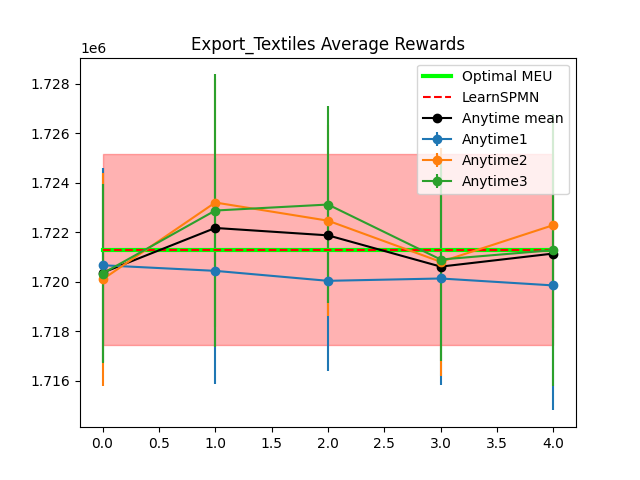 Export_Textiles Average Rewards
1e6
1.728
1.726
1.724
1.722
1.720
1.718
1.716
0.0 0.5 1.0 1.5 2.0 2.5 3.0 3.5 4.0
Optimal MEU
LearnSPMN
Anytime mean
Anytime1
Anytime2
Anytime3